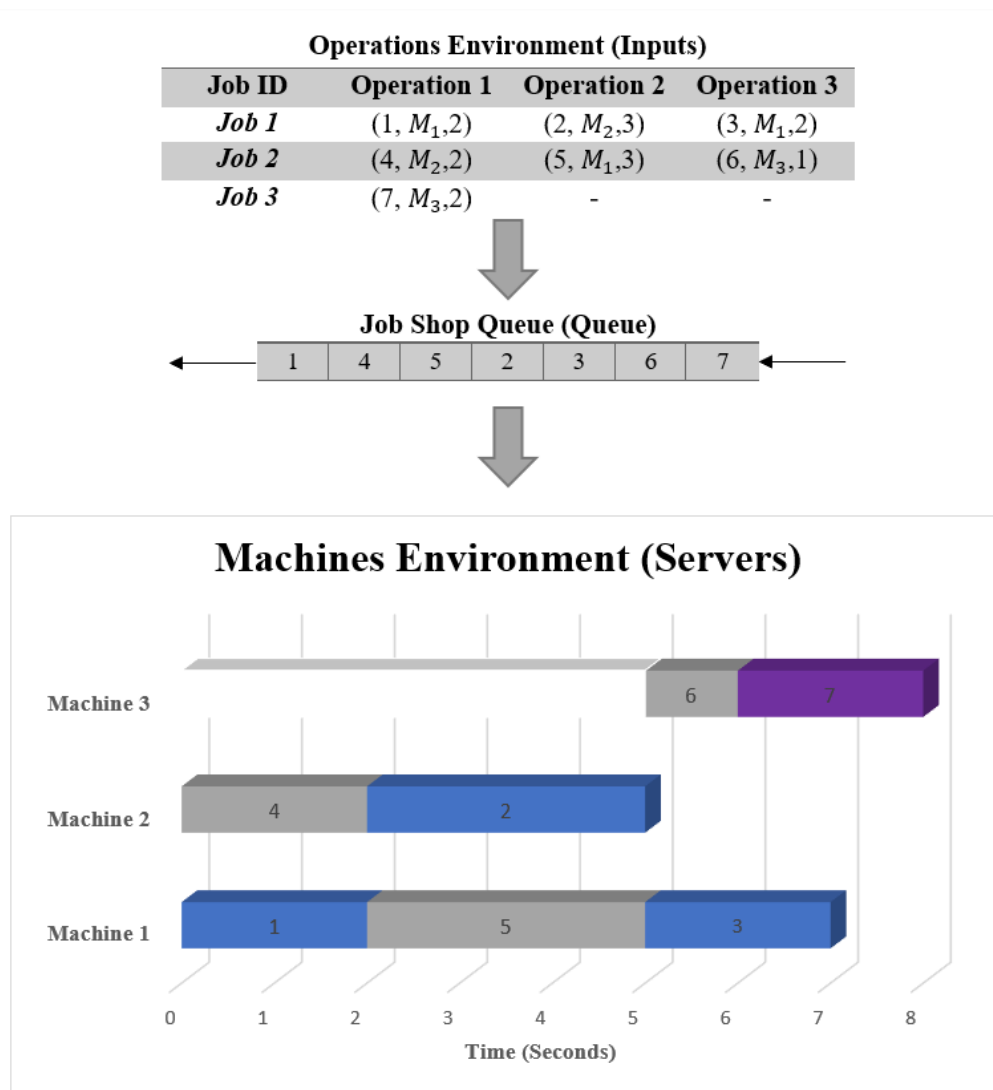 Operations Environment (Inputs)
Job ID Operation 1 Operation 2 Operation 3
Job 1 (1, M₁,2) (2, M₂,3) (3, M₁,2)
Job 2 (4, M₂,2) (5, M₁,3) (6, M₃,1)
Job 3 (7, M₃,2) - -
Job Shop Queue (Queue)
1 4 5 2 3 6 7
Machines Environment (Servers)
Machine 3 6 7
Machine 2 4 2
Machine 1 1 5 3
0 1 2 3 4 5 6 7 8
Time (Seconds)